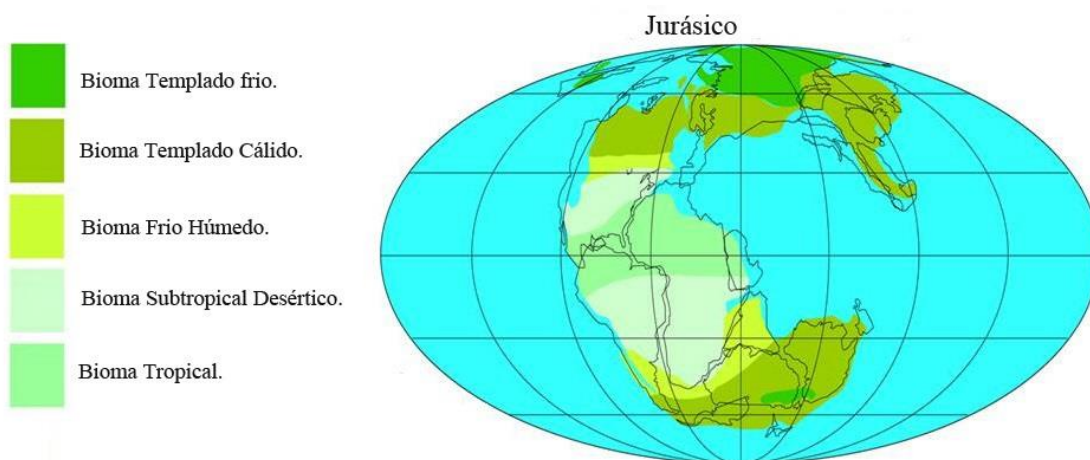 Jurásico
Bioma Templado frio.
Bioma Templado Cálido.
Bioma Frio Húmedo.
Bioma Subtropical Desértico.
Bioma Tropical.